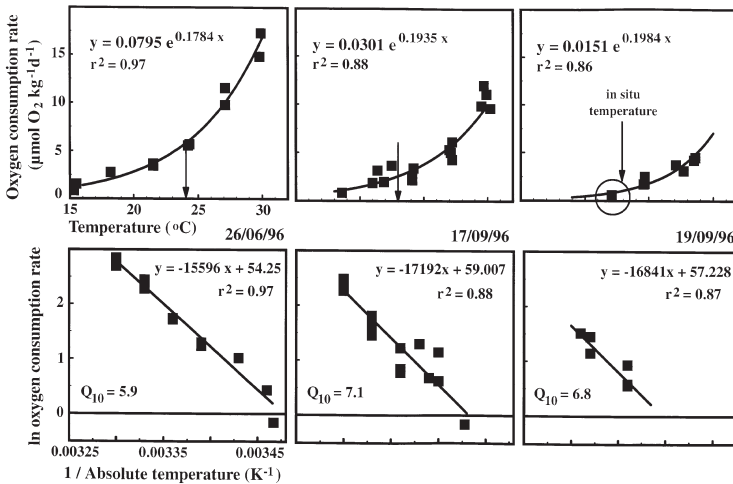 Oxygen consumption rate
(µmol O2 kg-1d-1)
15
10
5
0
y = 0.0795 e0.1784 x
r2 = 0.97
y = 0.0301 e0.1935 x
r2 = 0.88
y = 0.0151 e0.1984 x
r2 = 0.86
in situ
temperature
15 20 25 30
Temperature (oC)
26/06/96
17/09/96
19/09/96
ln oxygen consumption rate
2
1
0
y = -15596 x + 54.25
r2 = 0.97
Q10 = 5.9
y = -17192x + 59.007
r2 = 0.88
Q10 = 7.1
y = -16841x + 57.228
r2 = 0.87
Q10 = 6.8
0.00325 0.00335 0.00345
1 / Absolute temperature (K-1)